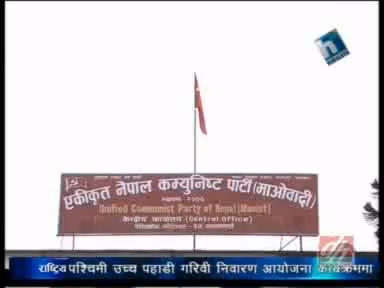 एकीकृत नेपाल कम्युनिष्ट पार्टी (माओवादी)
Unified Communist Party of Nepal (Maoist)
केन्द्रीय कार्यालय (Central Office)
राष्ट्रिय पश्चिमी उच्च पहाडी गरिवी निवारण आयोजना कार्यक्रममा